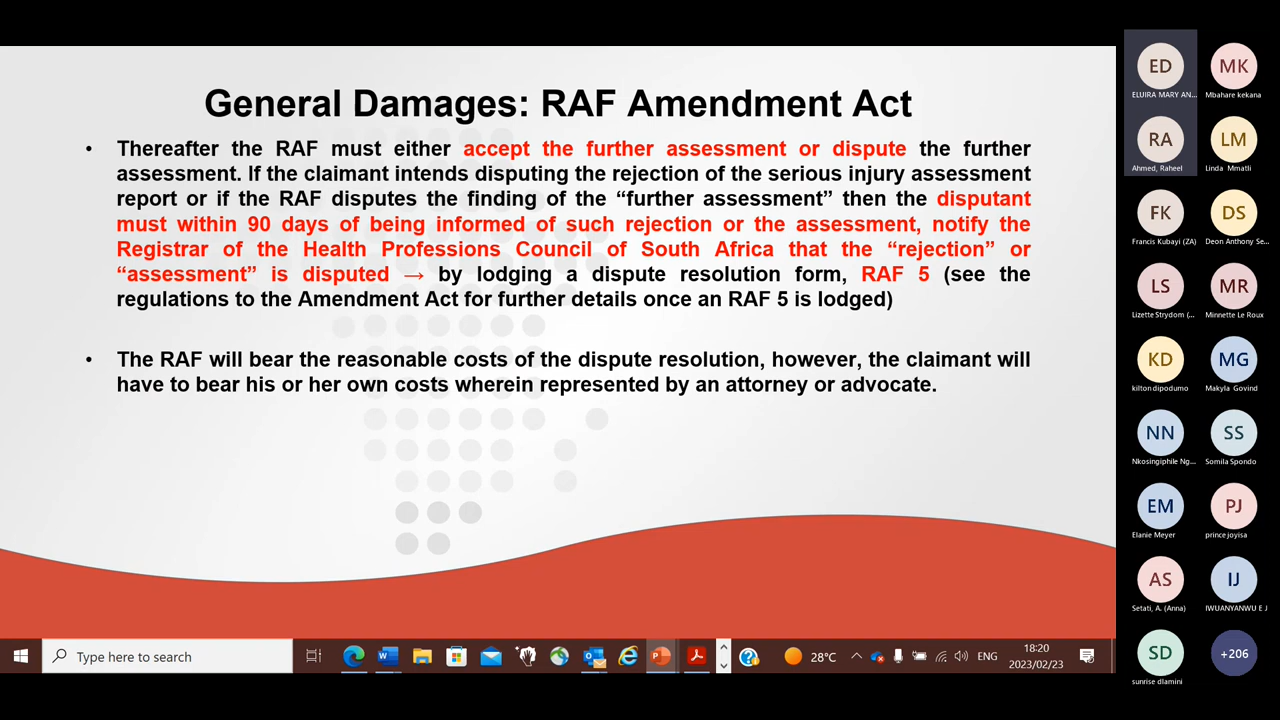 General Damages: RAF Amendment Act
• Thereafter the RAF must either accept the further assessment or dispute the further
assessment. If the claimant intends disputing the rejection of the serious injury assessment
report or if the RAF disputes the finding of the “further assessment” then the disputant
must within 90 days of being informed of such rejection or the assessment, notify the
Registrar of the Health Professions Council of South Africa that the “rejection” or
“assessment” is disputed → by lodging a dispute resolution form, RAF 5 (see the
regulations to the Amendment Act for further details once an RAF 5 is lodged)
• The RAF will bear the reasonable costs of the dispute resolution, however, the claimant will
have to bear his or her own costs wherein represented by an attorney or advocate.
Type here to search
28°C
ENG
18:20
2023/02/23
ED
ELUIRA MARY AN...
MK
Mbahare kekana
RA
Ahmed, Raheel
LM
Linda Mmatli
FK
Francis Kubayi (ZA)
DS
Deon Anthony Se...
LS
Lizette Strydom (...
MR
Minnette Le Roux
KD
kilton dipodumo
MG
Makyla Govind
NN
Nkosingiphile Ng...
SS
Somila Spondo
EM
Elanie Meyer
PJ
prince joyisa
AS
Setati, A. (Anna)
IJ
IWUANYANWU E J
SD
sunrise dlamini
+206